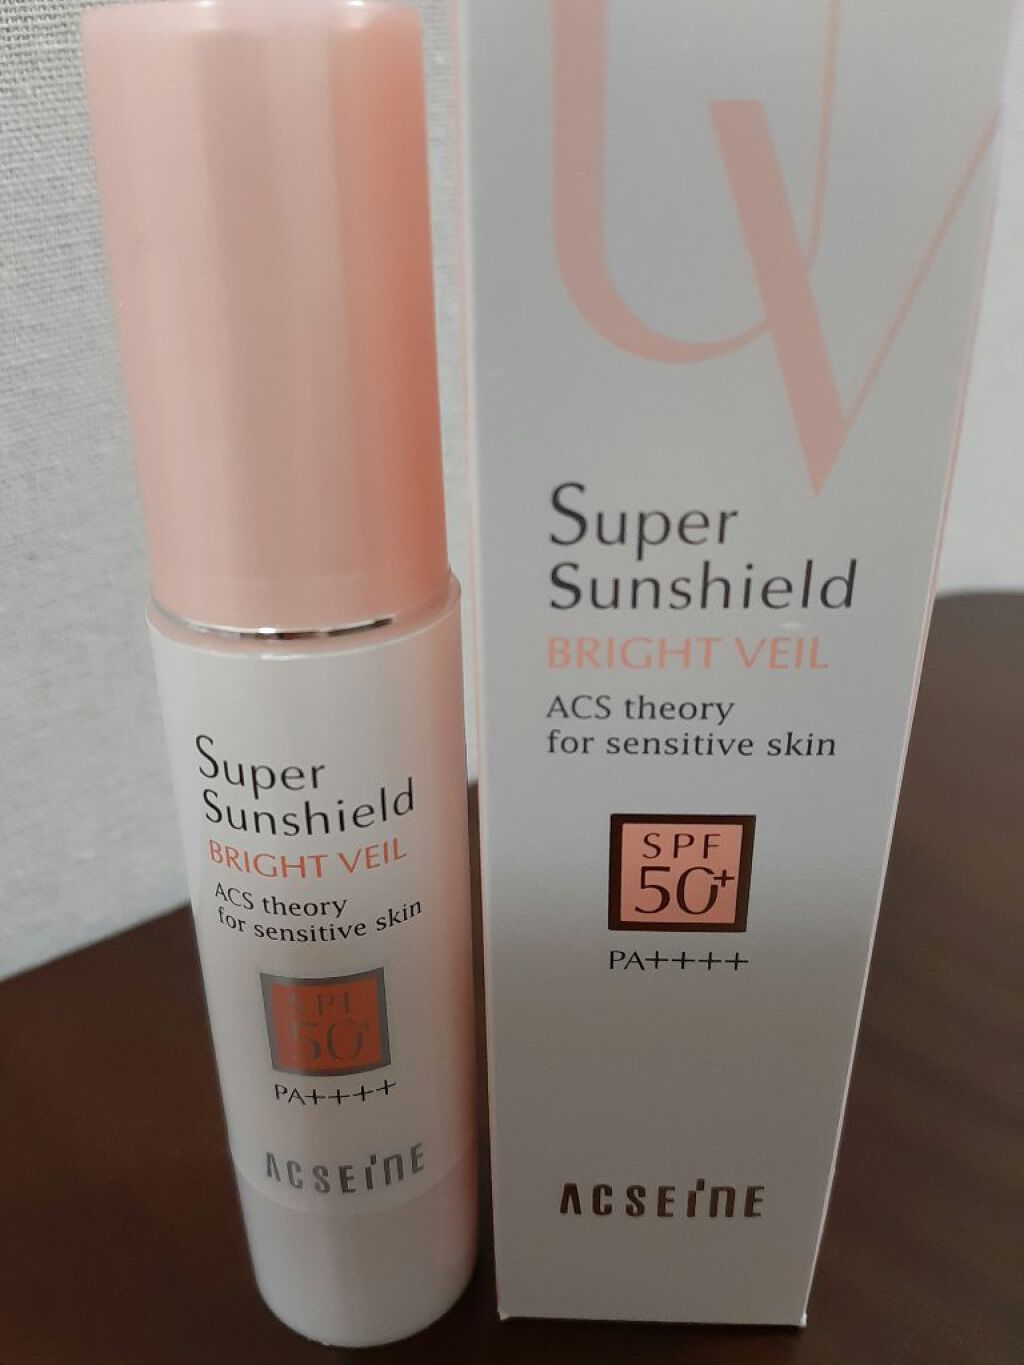 Super
Sunshield
BRIGHT VEIL
ACS theory
for sensitive skin
SPF
50+
PA++++
ACSEINE
UV
Super
Sunshield
BRIGHT VEIL
ACS theory
for sensitive skin
SPF
50+
PA++++
ACSEINE